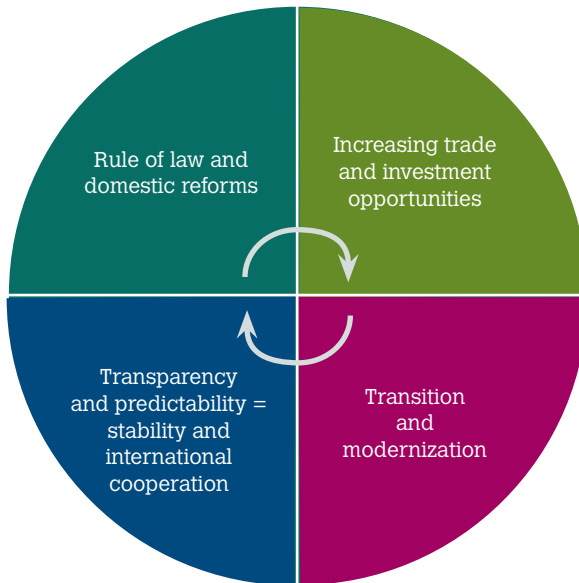 Rule of law and
domestic reforms
Increasing trade
and investment
opportunities
Transparency
and predictability =
stability and
international
cooperation
Transition
and
modernization